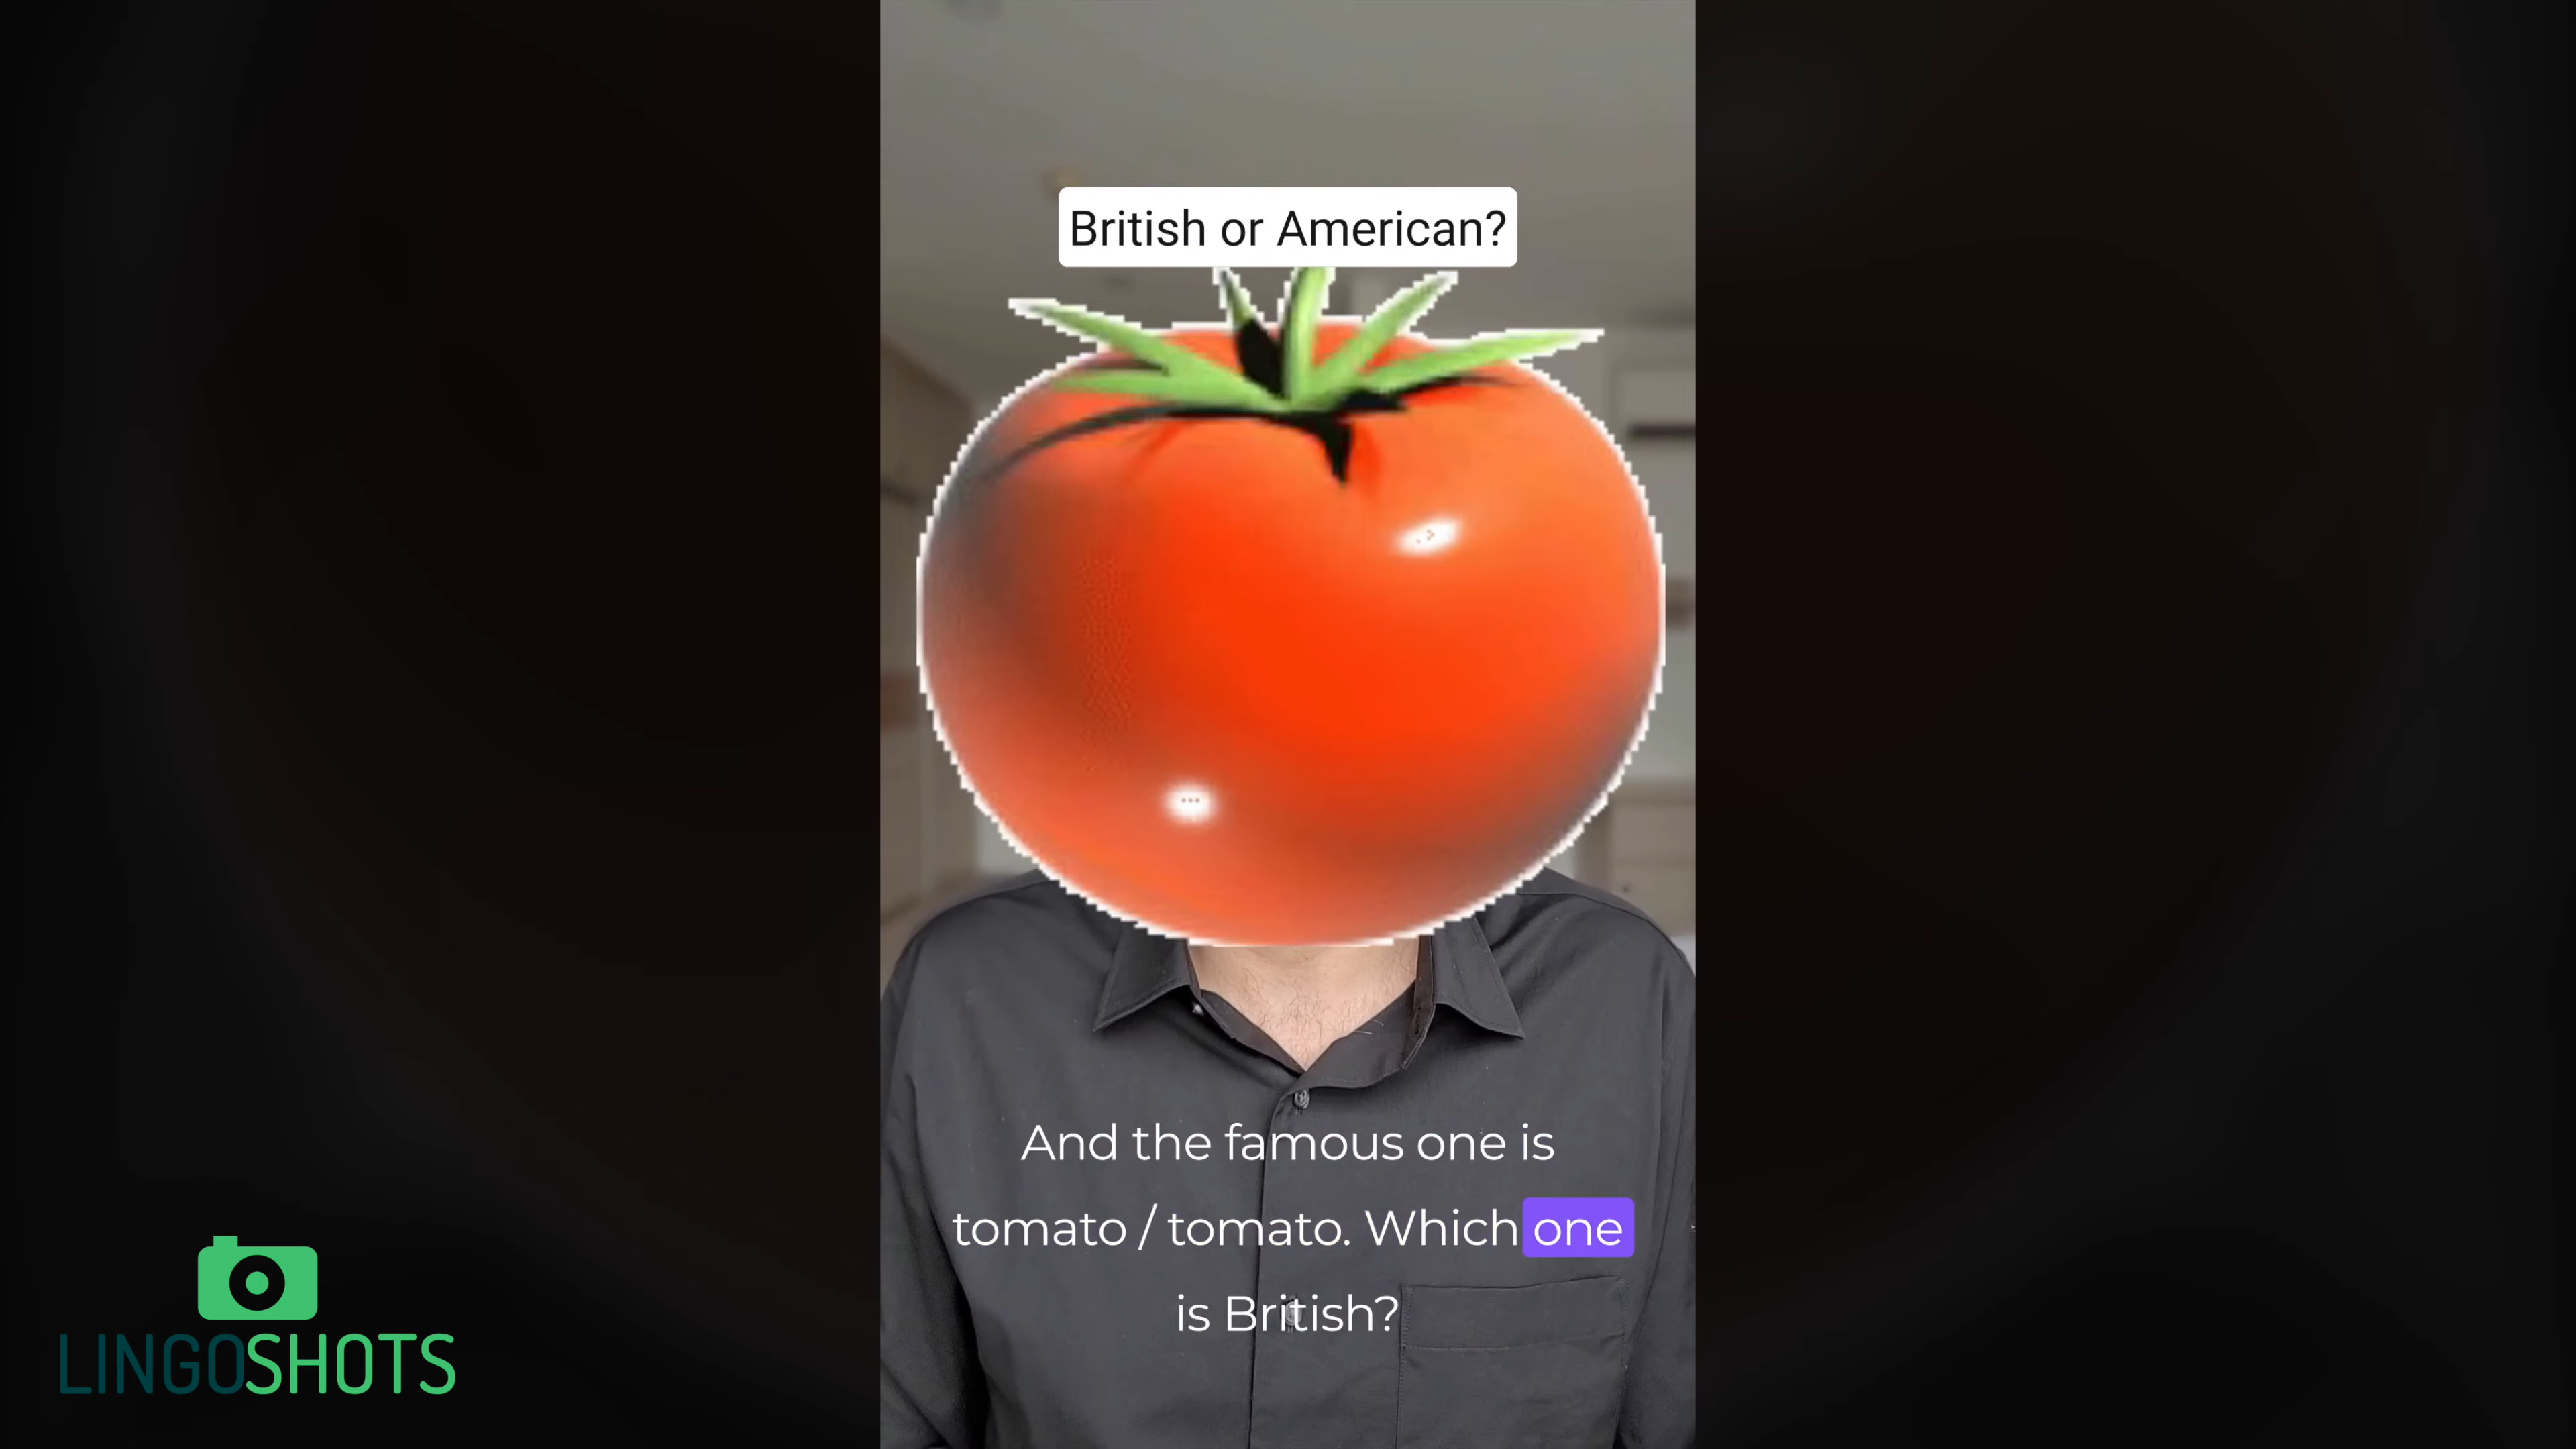 British or American?
And the famous one is
tomato / tomato. Which one
is British?
LINGOSHOTS